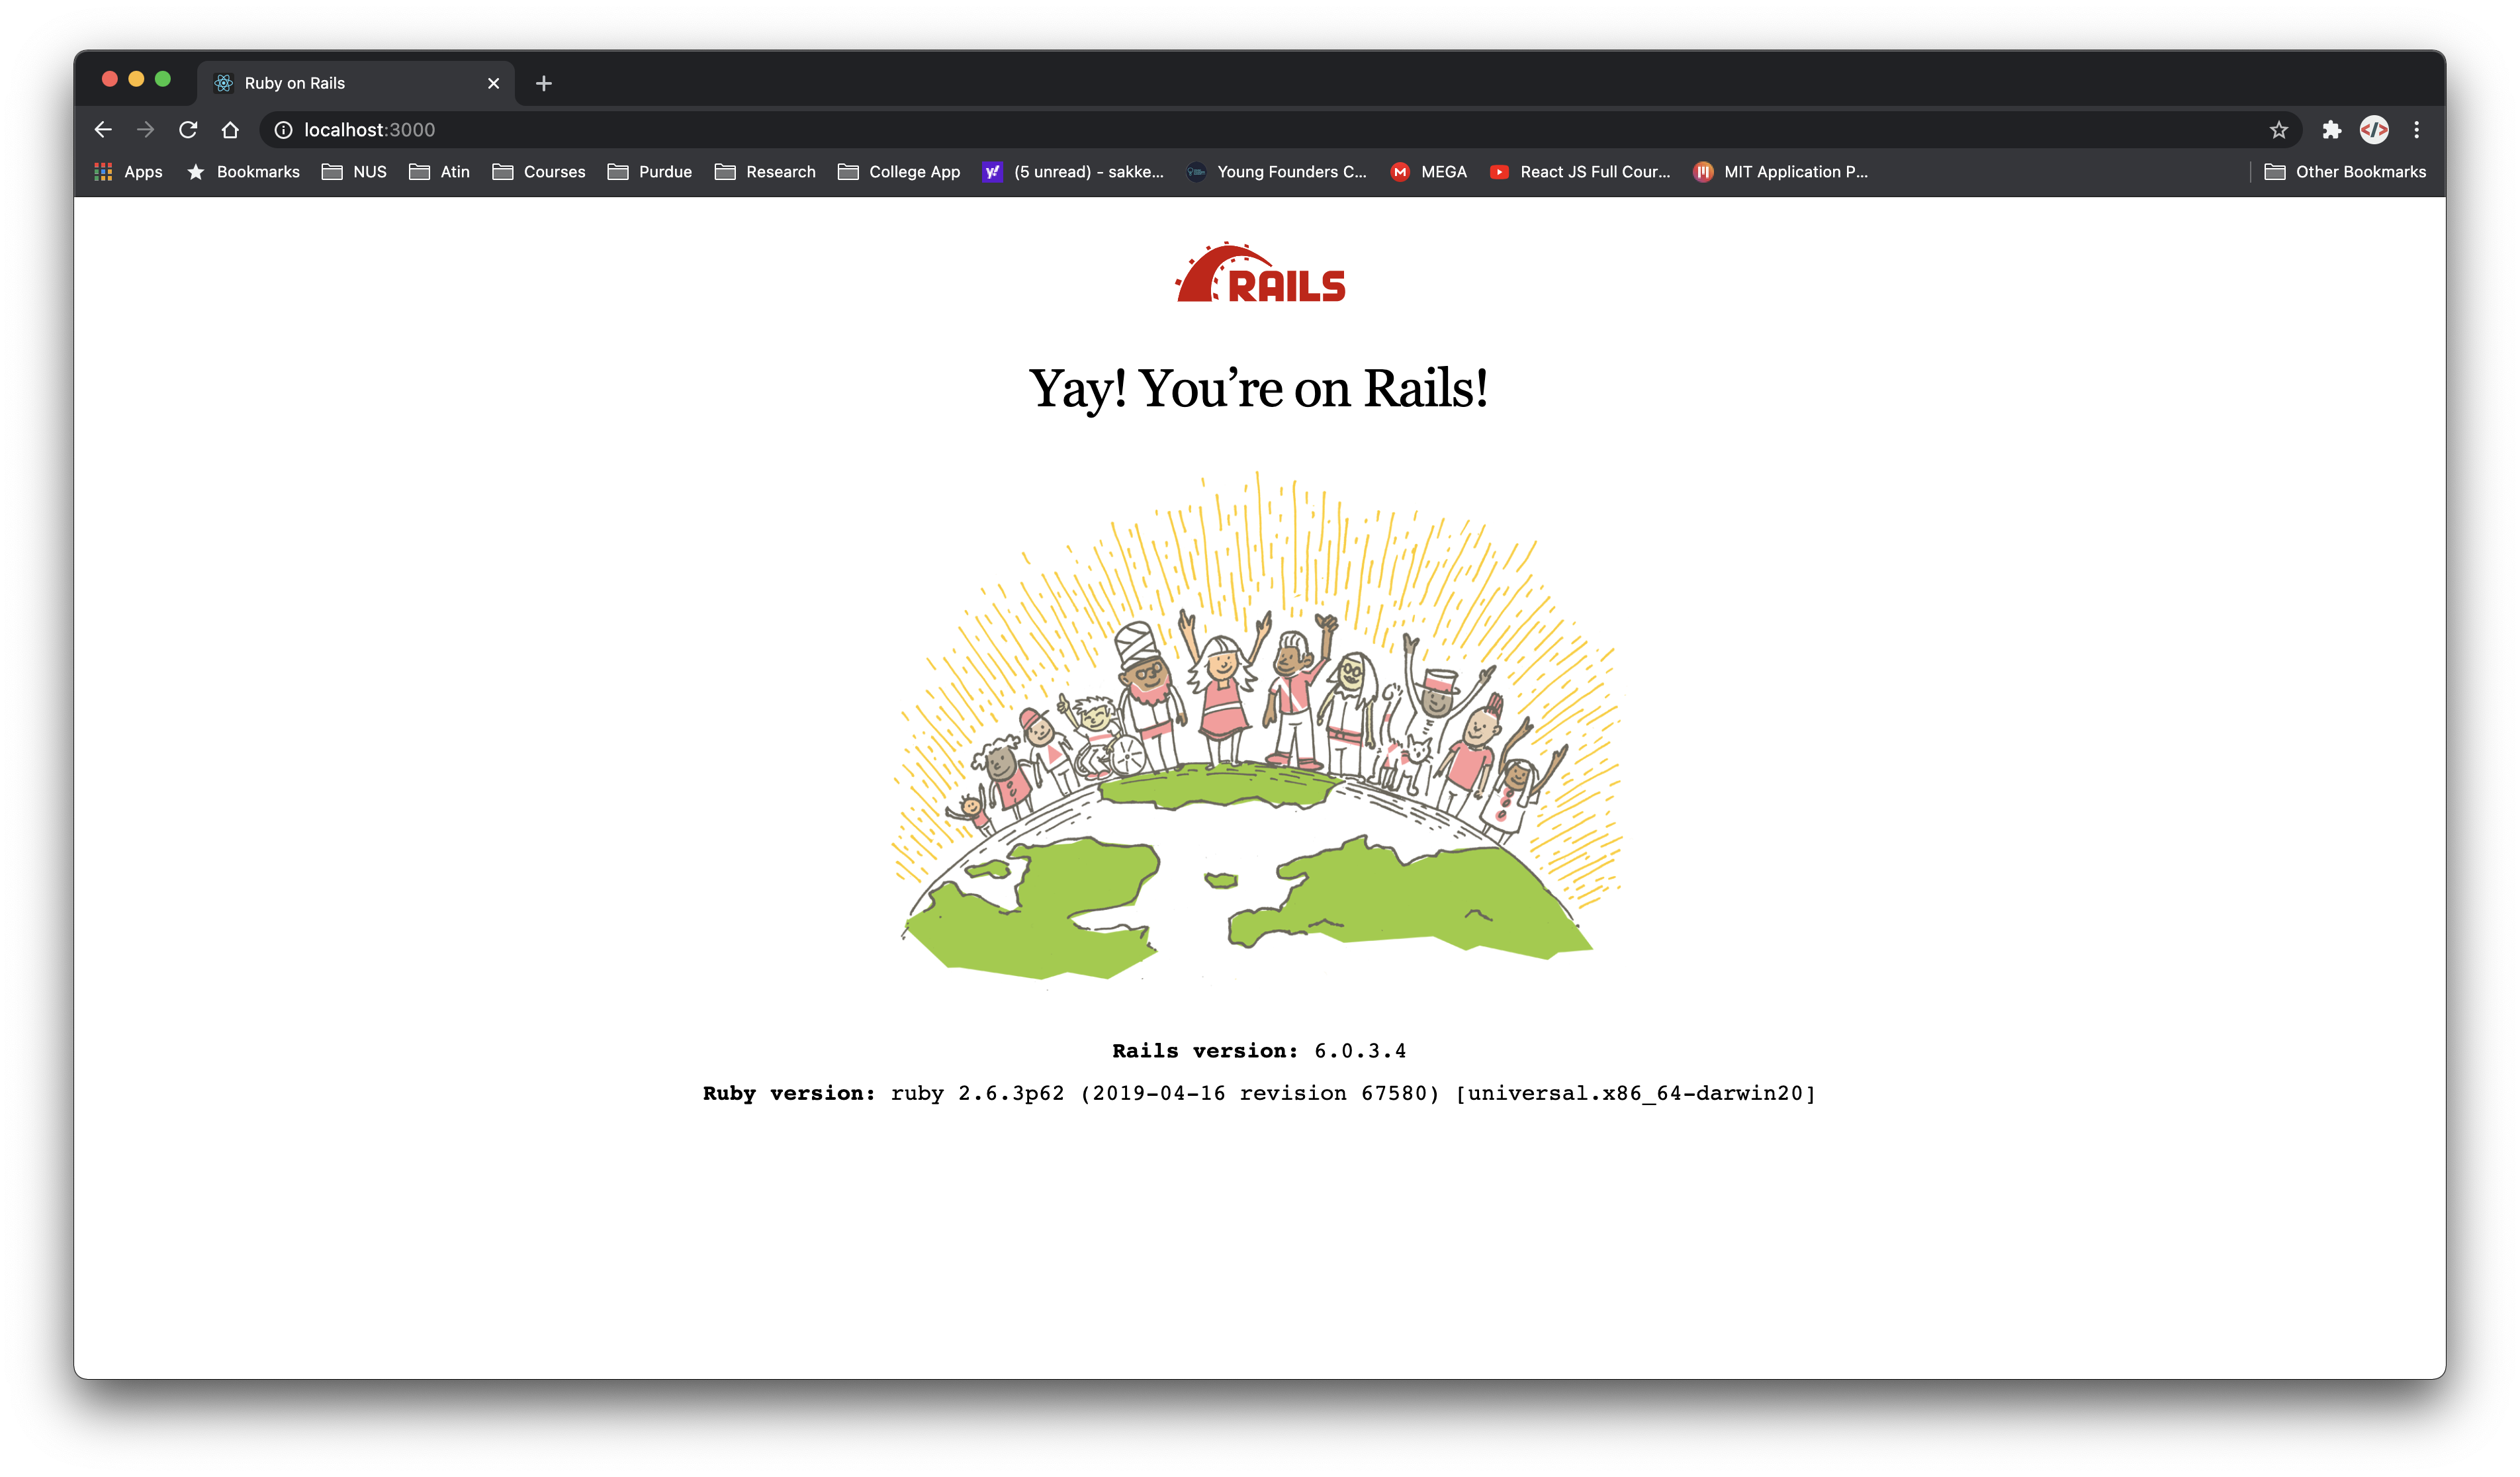 Ruby on Rails
localhost:3000
Apps Bookmarks NUS Atin Courses Purdue Research College App y! (5 unread) - sakke... Young Founders C... M MEGA React JS Full Cour... MIT Application P... Other Bookmarks
RAILS
Yay! You’re on Rails!
Rails version: 6.0.3.4
Ruby version: ruby 2.6.3p62 (2019-04-16 revision 67580) [universal.x86_64-darwin20]